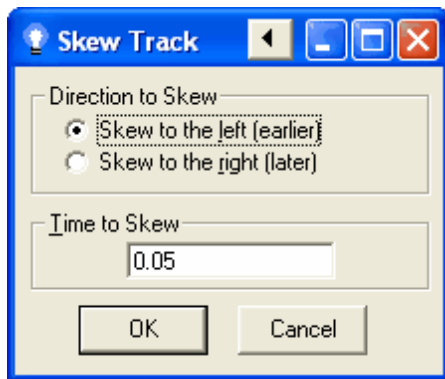 Skew Track
Direction to Skew
Skew to the left (earlier)
Skew to the right (later)
Time to Skew
0.05
OK Cancel